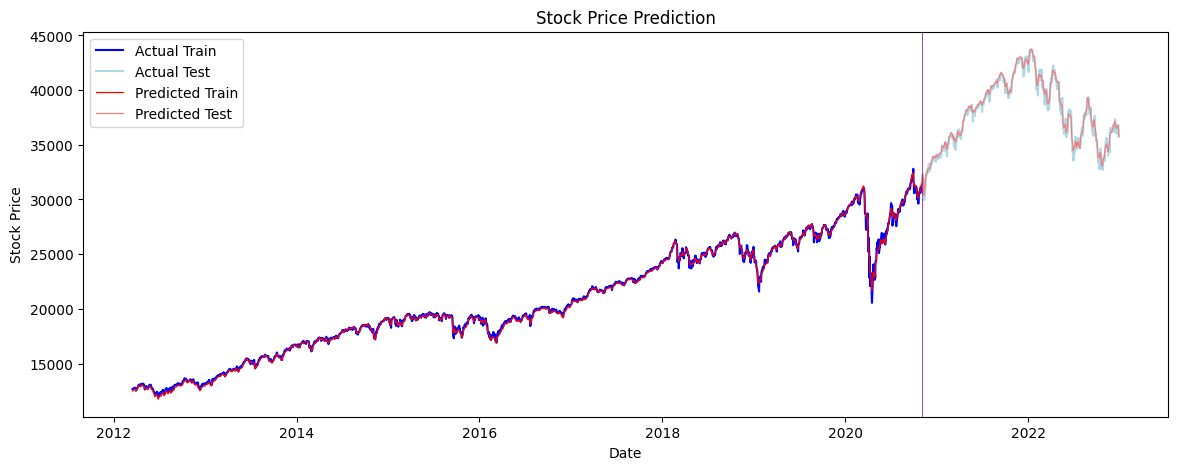 Stock Price Prediction
Actual Train
Actual Test
Predicted Train
Predicted Test
45000
40000
35000
30000
25000
20000
15000
Stock Price
2012
2014
2016
2018
2020
2022
Date